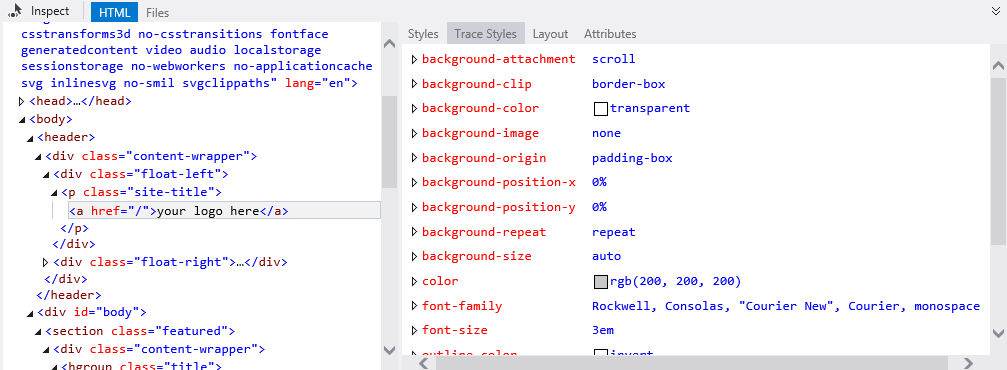 Inspect HTML Files
csstransforms3d no-csstransitions fontface
generatedcontent video audio localstorage
sessionstorage no-webworkers no-applicationcache
svg inlinesvg no-smil svgclippaths" lang="en">
<head>…</head>
<body>
<header>
<div class="content-wrapper">
<div class="float-left">
<p class="site-title">
<a href="/">your logo here</a>
</p>
</div>
<div class="float-right">…</div>
</div>
</header>
<div id="body">
<section class="featured">
<div class="content-wrapper">
<hgroup class="title">
Styles Trace Styles Layout Attributes
background-attachment scroll
background-clip border-box
background-color transparent
background-image none
background-origin padding-box
background-position-x 0%
background-position-y 0%
background-repeat repeat
background-size auto
color rgb(200, 200, 200)
font-family Rockwell, Consolas, "Courier New", Courier, monospace
font-size 3em
outline-color invert